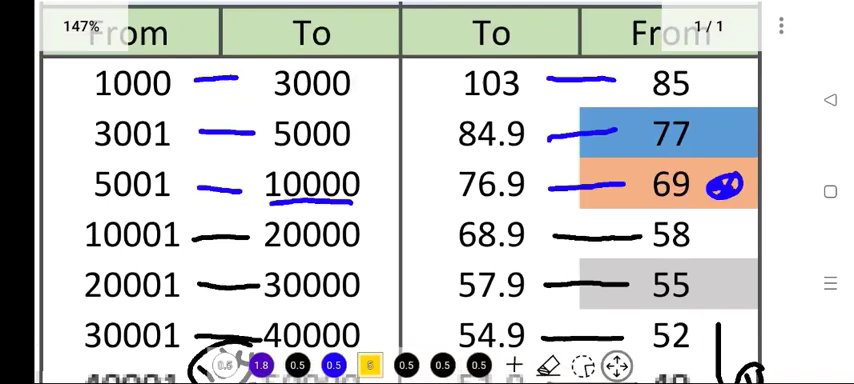 147%
From To To From
1 / 1
1000 3000 103 85
3001 5000 84.9 77
5001 10000 76.9 69
10001 20000 68.9 58
20001 30000 57.9 55
30001 40000 54.9 52
0.5 1.8 0.5 0.5 5 0.5 0.5 0.5